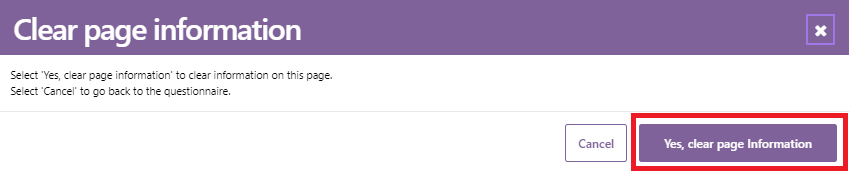 Clear page information
Select 'Yes, clear page information' to clear information on this page.
Select 'Cancel' to go back to the questionnaire.
Cancel
Yes, clear page Information